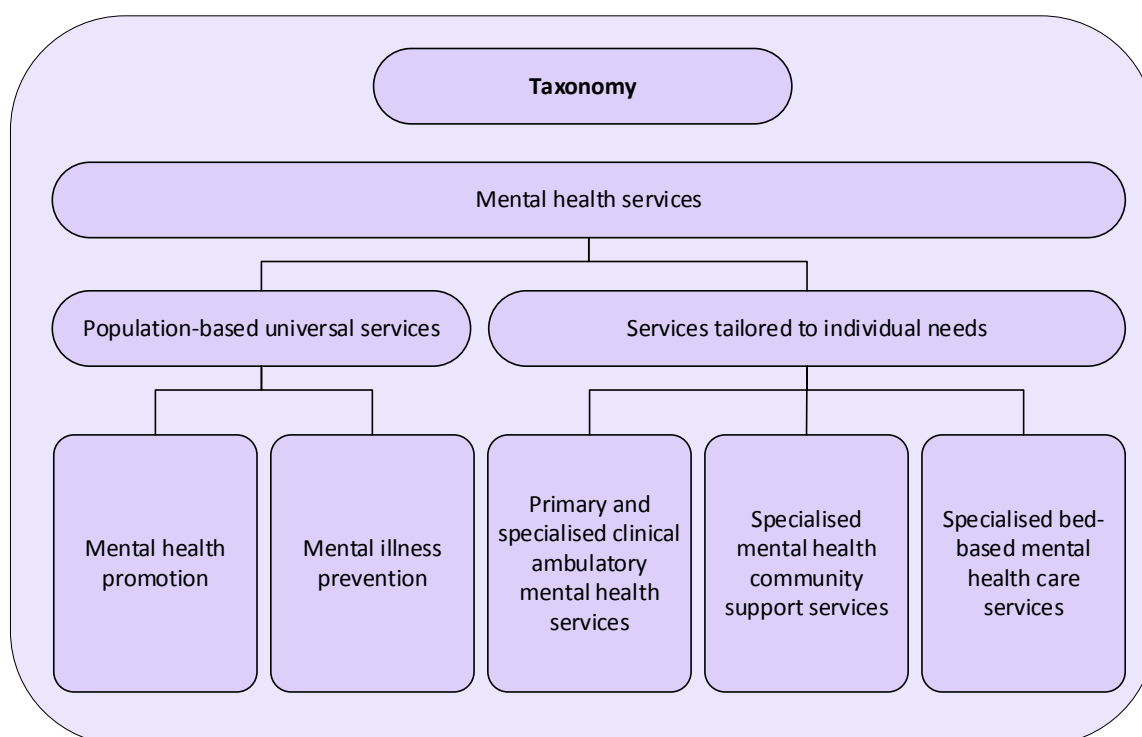 Taxonomy
Mental health services
Population-based universal services
Services tailored to individual needs
Mental health
promotion
Mental illness
prevention
Primary and
specialised clinical
ambulatory
mental health
services
Specialised
mental health
community
support services
Specialised bed-
based mental
health care
services